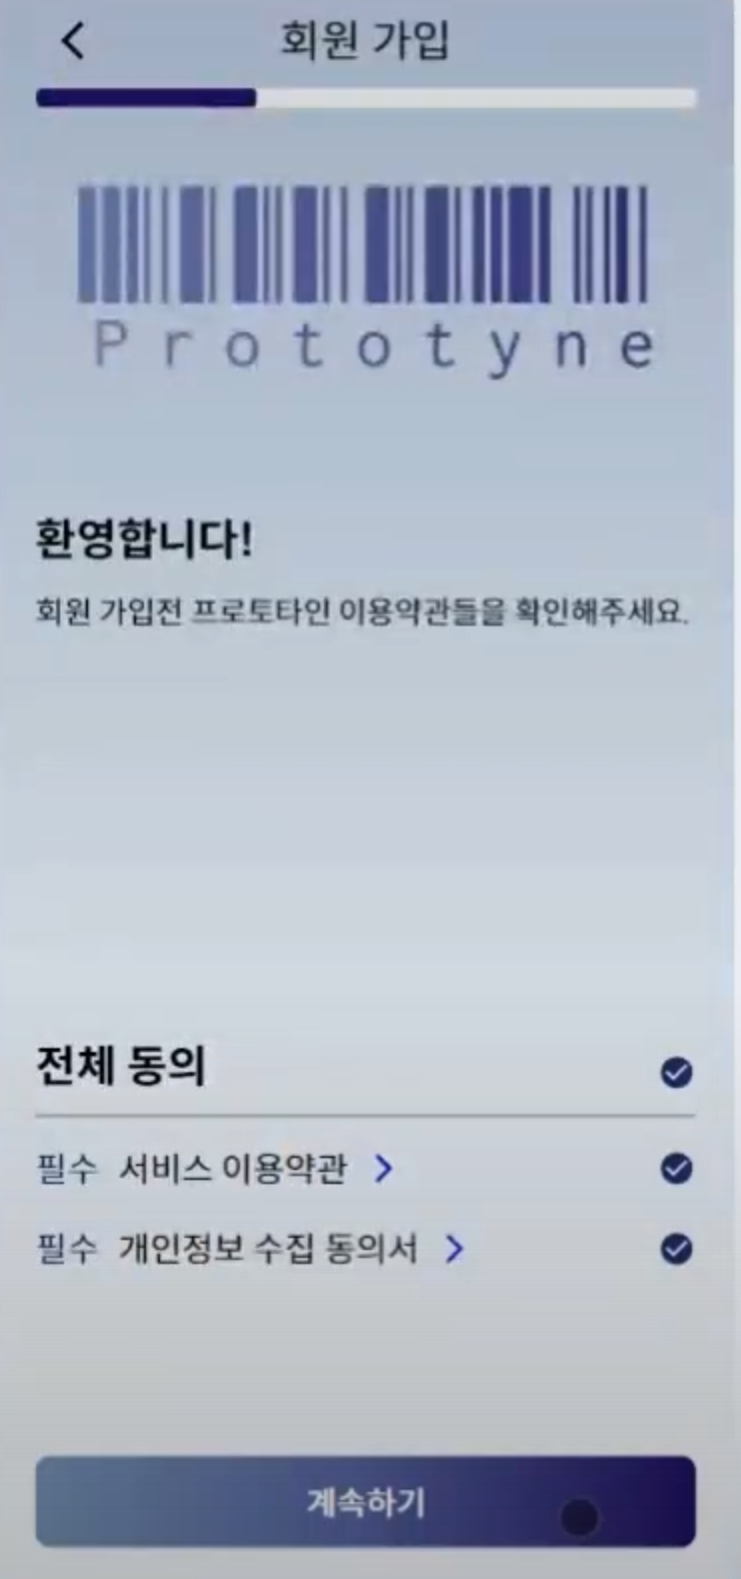 회원 가입
Prototyne
환영합니다!
회원 가입전 프로토타인 이용약관들을 확인해주세요.
전체 동의
필수 서비스 이용약관
필수 개인정보 수집 동의서
계속하기